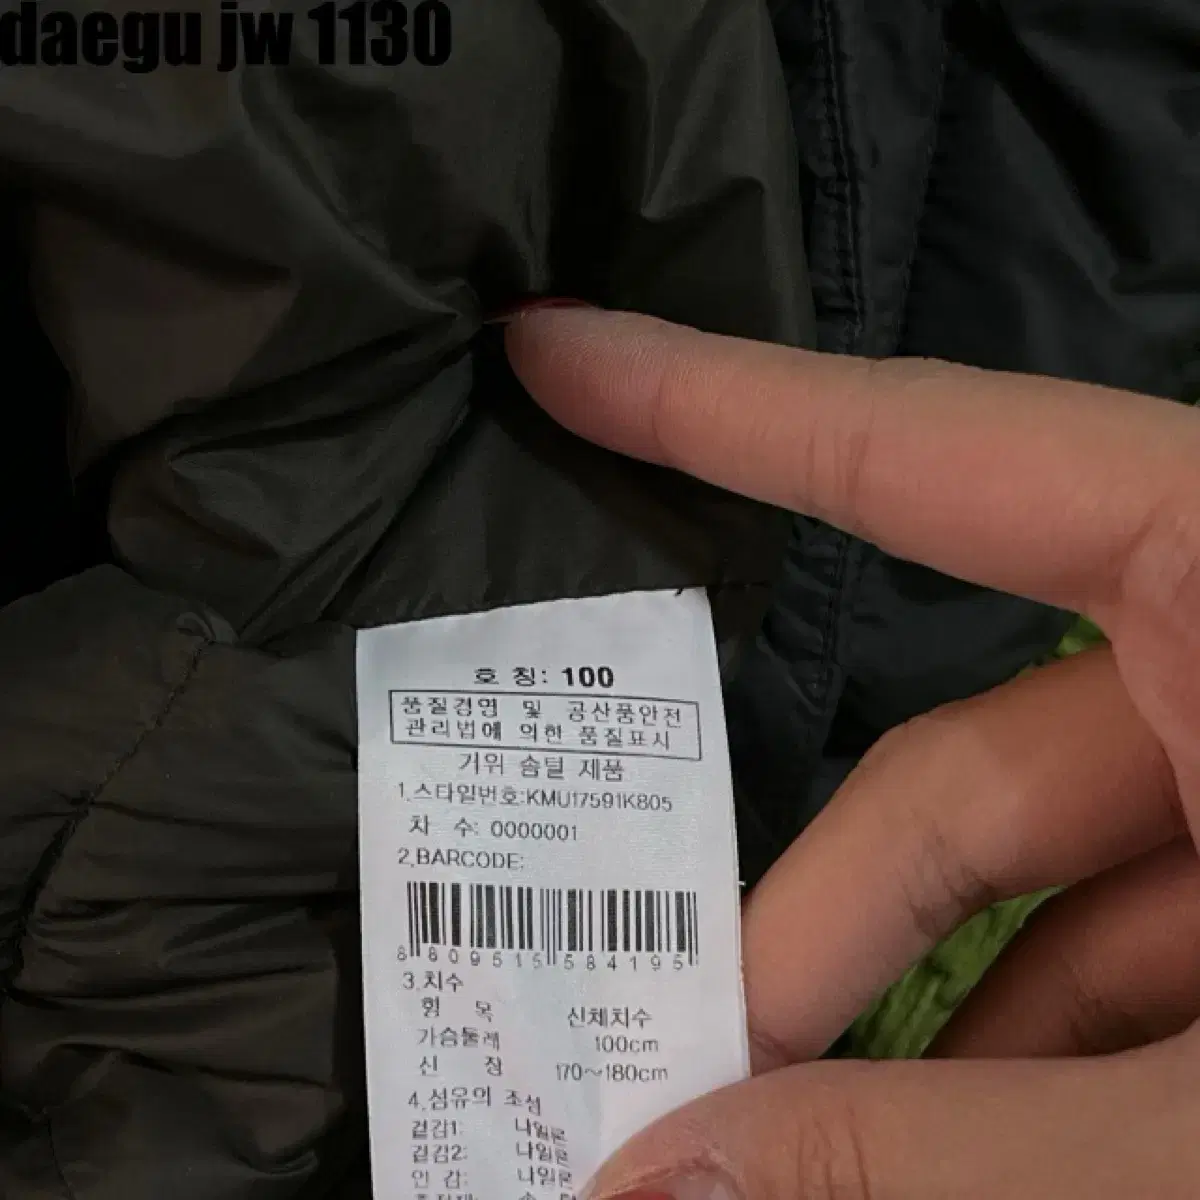 daegu jw 1130
호 칭: 100
품질경영 및 공산품안전
관리법에 의한 품질표시
거위 솜털 제품
1.스타일번호:KMU17591K805
차 수: 0000001
2.BARCODE:
8 809515 584195
3.치수
항 목 신체치수
가슴둘레 100cm
신 장 170~180cm
4.섬유의 조성
겉감1: 나일론
겉감2: 나일론
안 감: 나일론